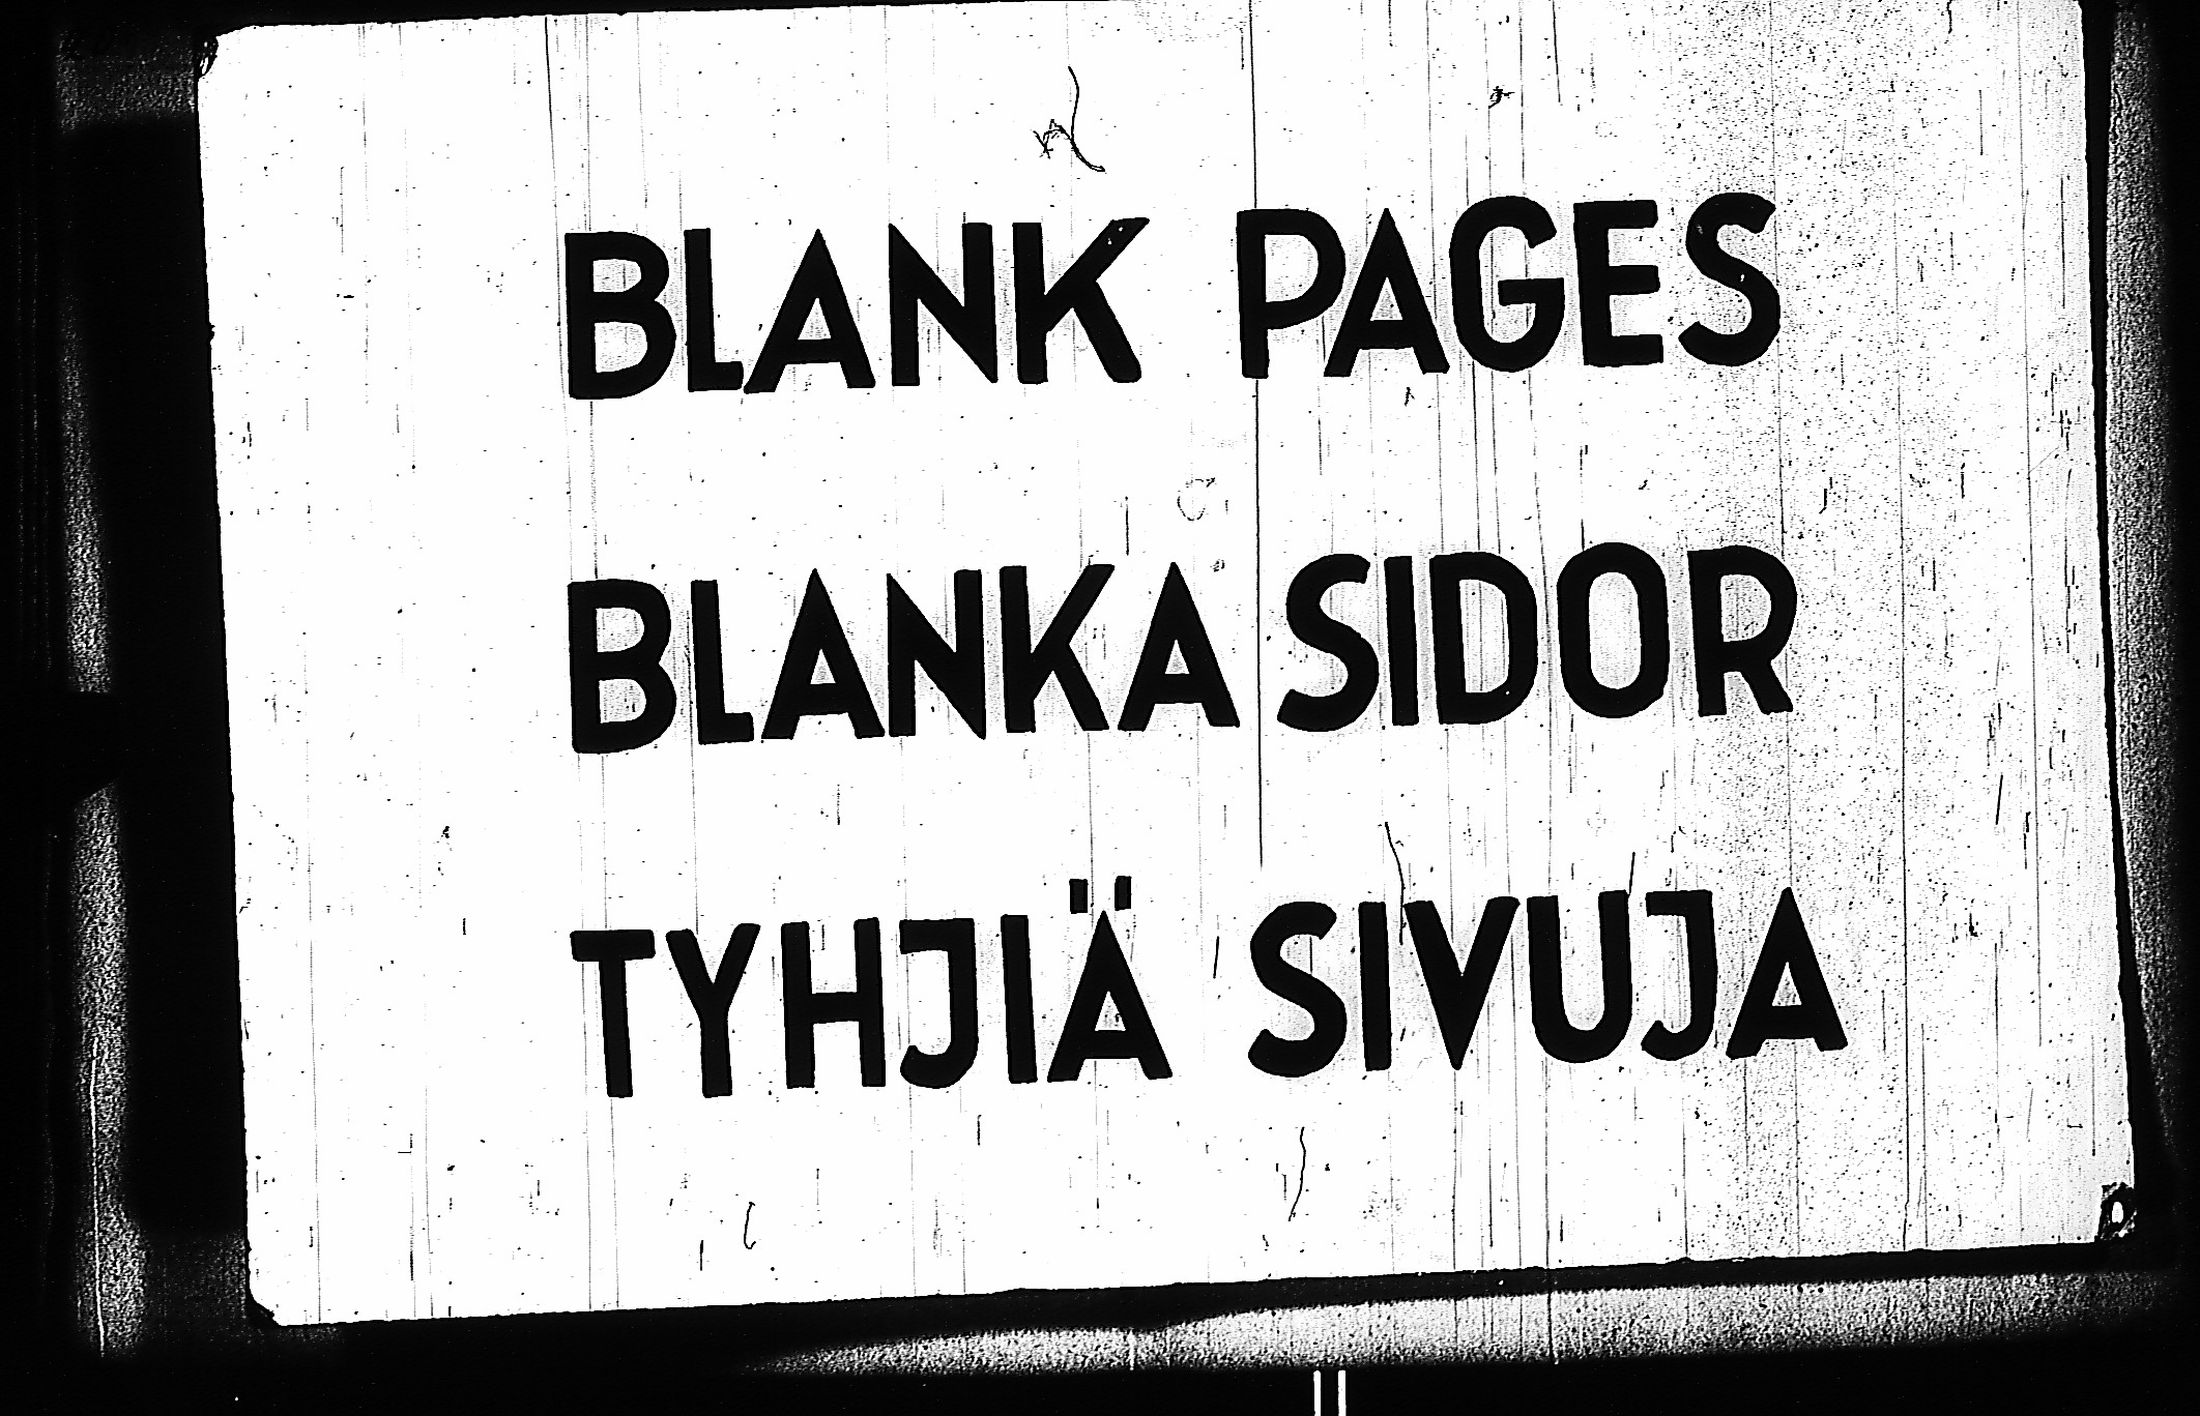 BLANK PAGES
BLANKA SIDOR
TYHJIÄ SIVUJA